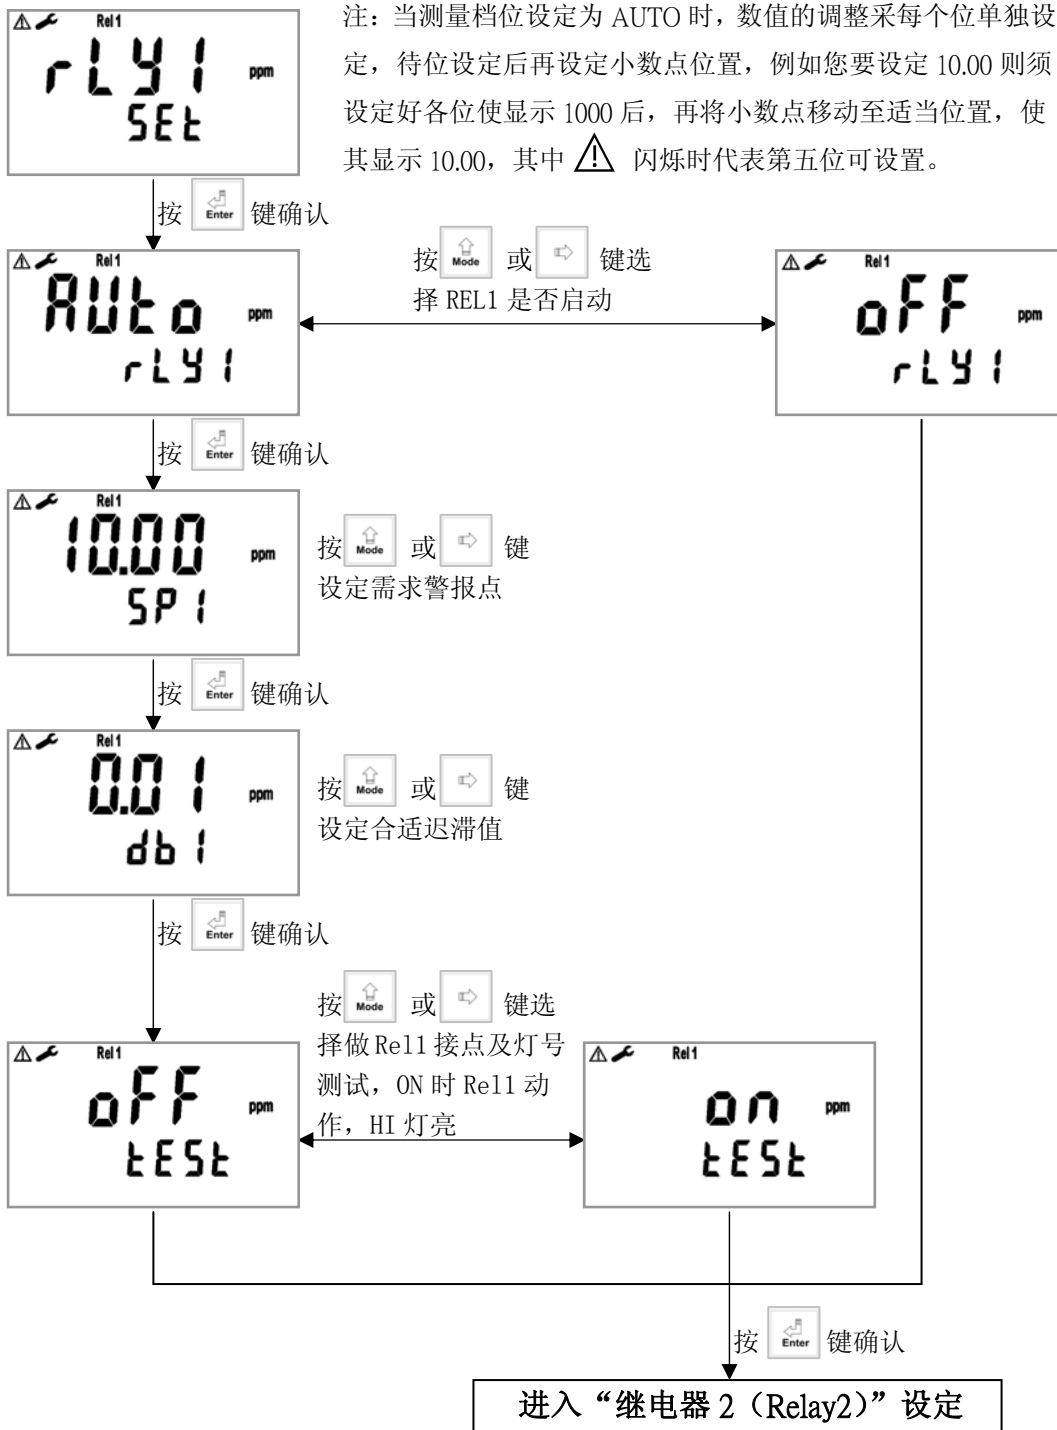 注：当测量档位设定为 AUTO 时，数值的调整采每个位单独设
定，待位设定后再设定小数点位置，例如您要设定 10.00 则须
设定好各位使显示 1000 后，再将小数点移动至适当位置，使
其显示 10.00，其中 闪烁时代表第五位可设置。
Rel1
rLY1
ppm
SEt
按 Enter 键确认
Rel1
AUto
ppm
rLY1
按 Mode 或 键选
择 REL1 是否启动
Rel1
oFF
ppm
rLY1
按 Enter 键确认
Rel1
10.00
ppm
SP1
按 Mode 或 键
设定需求警报点
按 Enter 键确认
Rel1
0.01
ppm
db1
按 Mode 或 键
设定合适迟滞值
按 Enter 键确认
按 Mode 或 键选
择做 Rel1 接点及灯号
测试，ON 时 Rel1 动
作，HI 灯亮
Rel1
oFF
ppm
tESt
Rel1
on
ppm
tESt
按 Enter 键确认
进入“继电器 2（Relay2）”设定